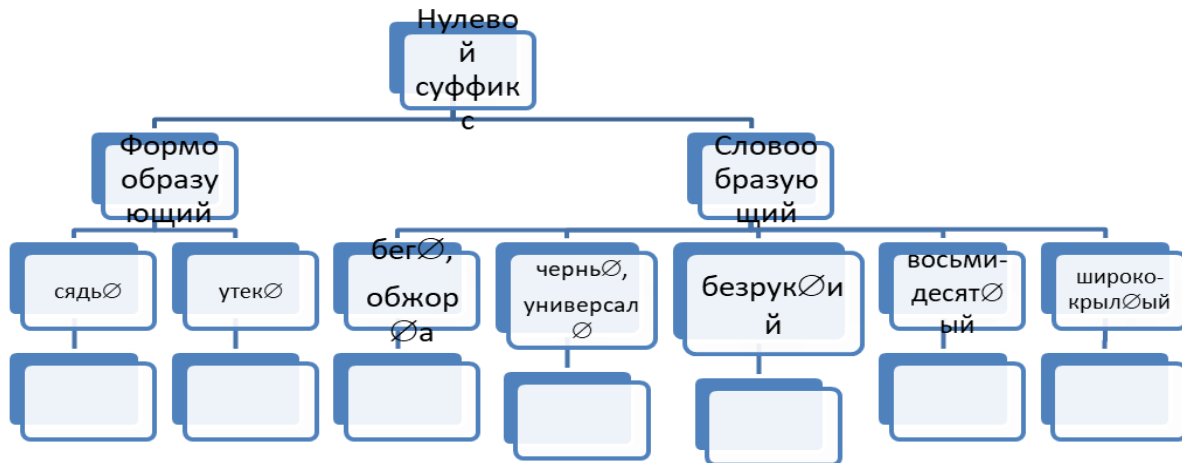 Нулево
й
суффик
с
Формо
образу
ющий
Словоо
бразую
щий
сядь∅
утек∅
бег∅,
обжор
∅а
чернь∅,
универсал
∅
безрук∅и
й
восьми-
десят∅
ый
широко-
крыл∅ый